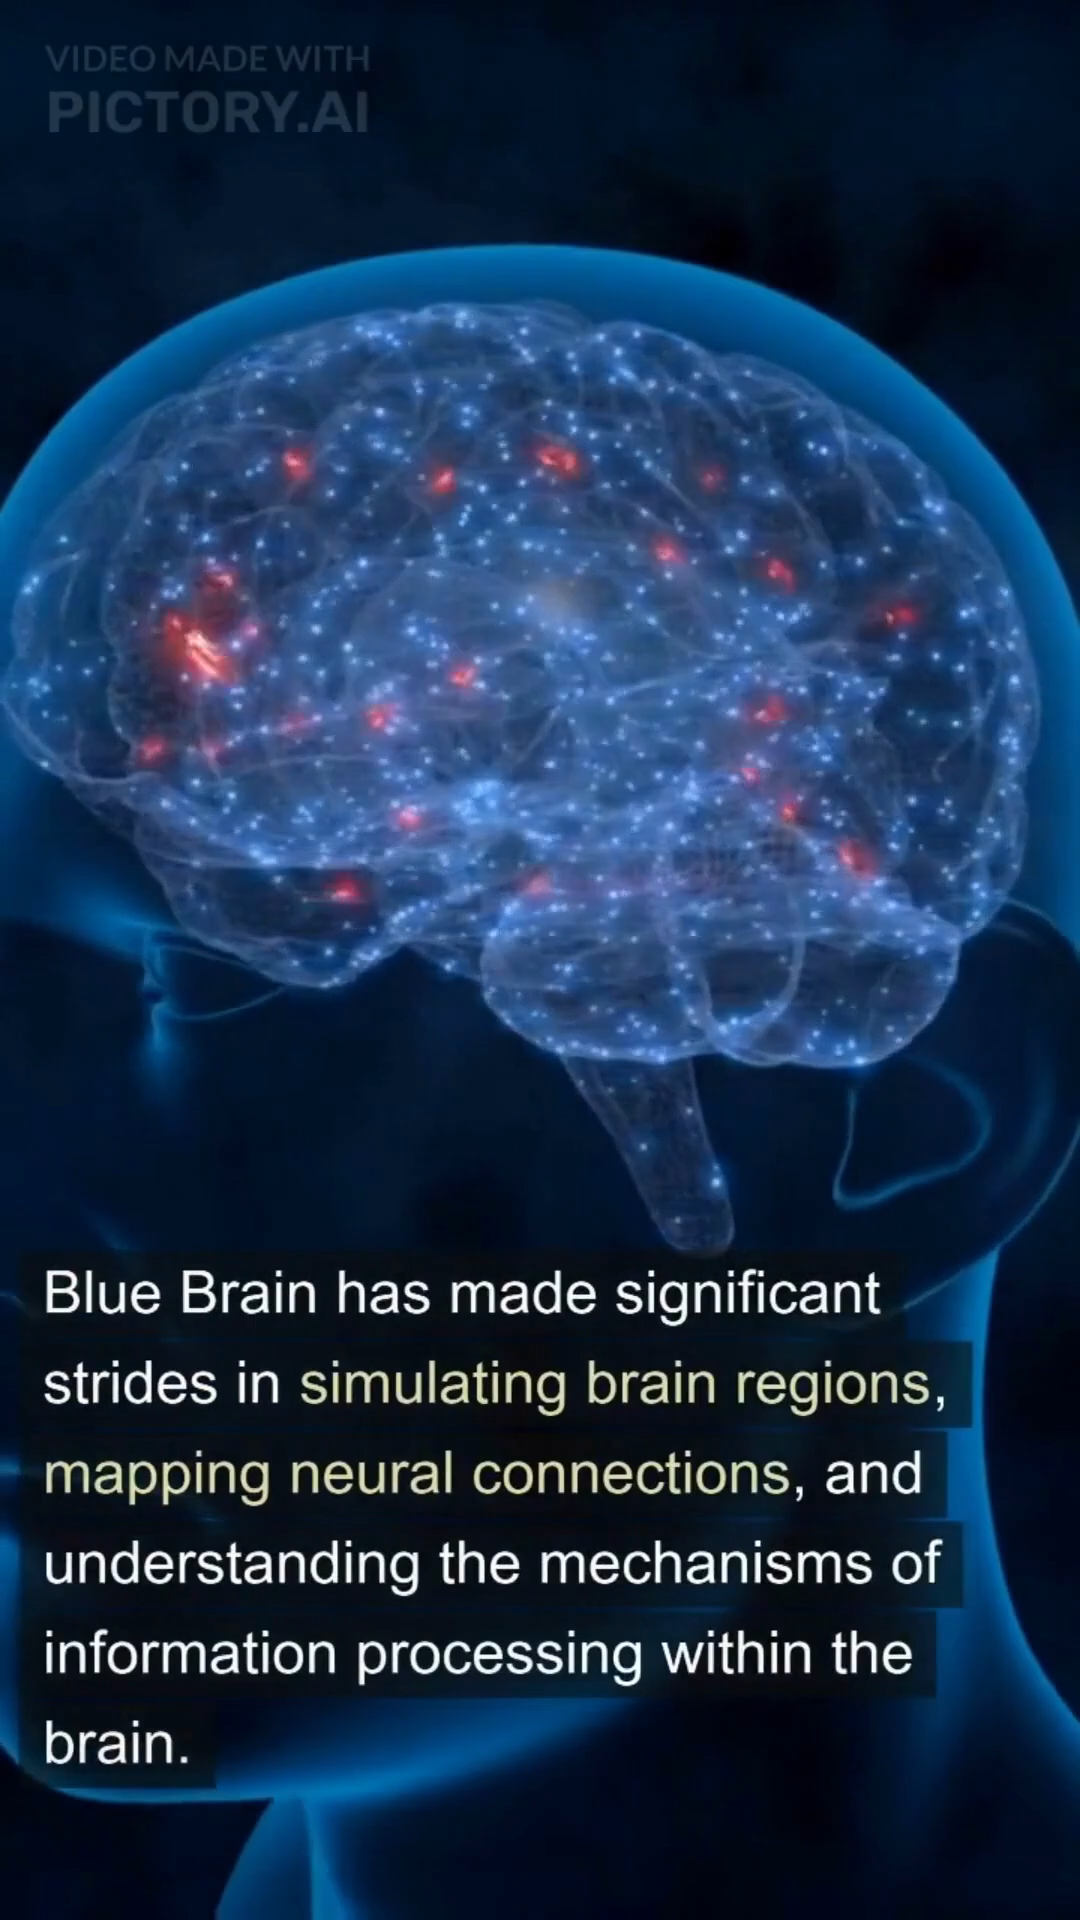 VIDEO MADE WITH
PICTORY.AI
Blue Brain has made significant
strides in simulating brain regions,
mapping neural connections, and
understanding the mechanisms of
information processing within the
brain.